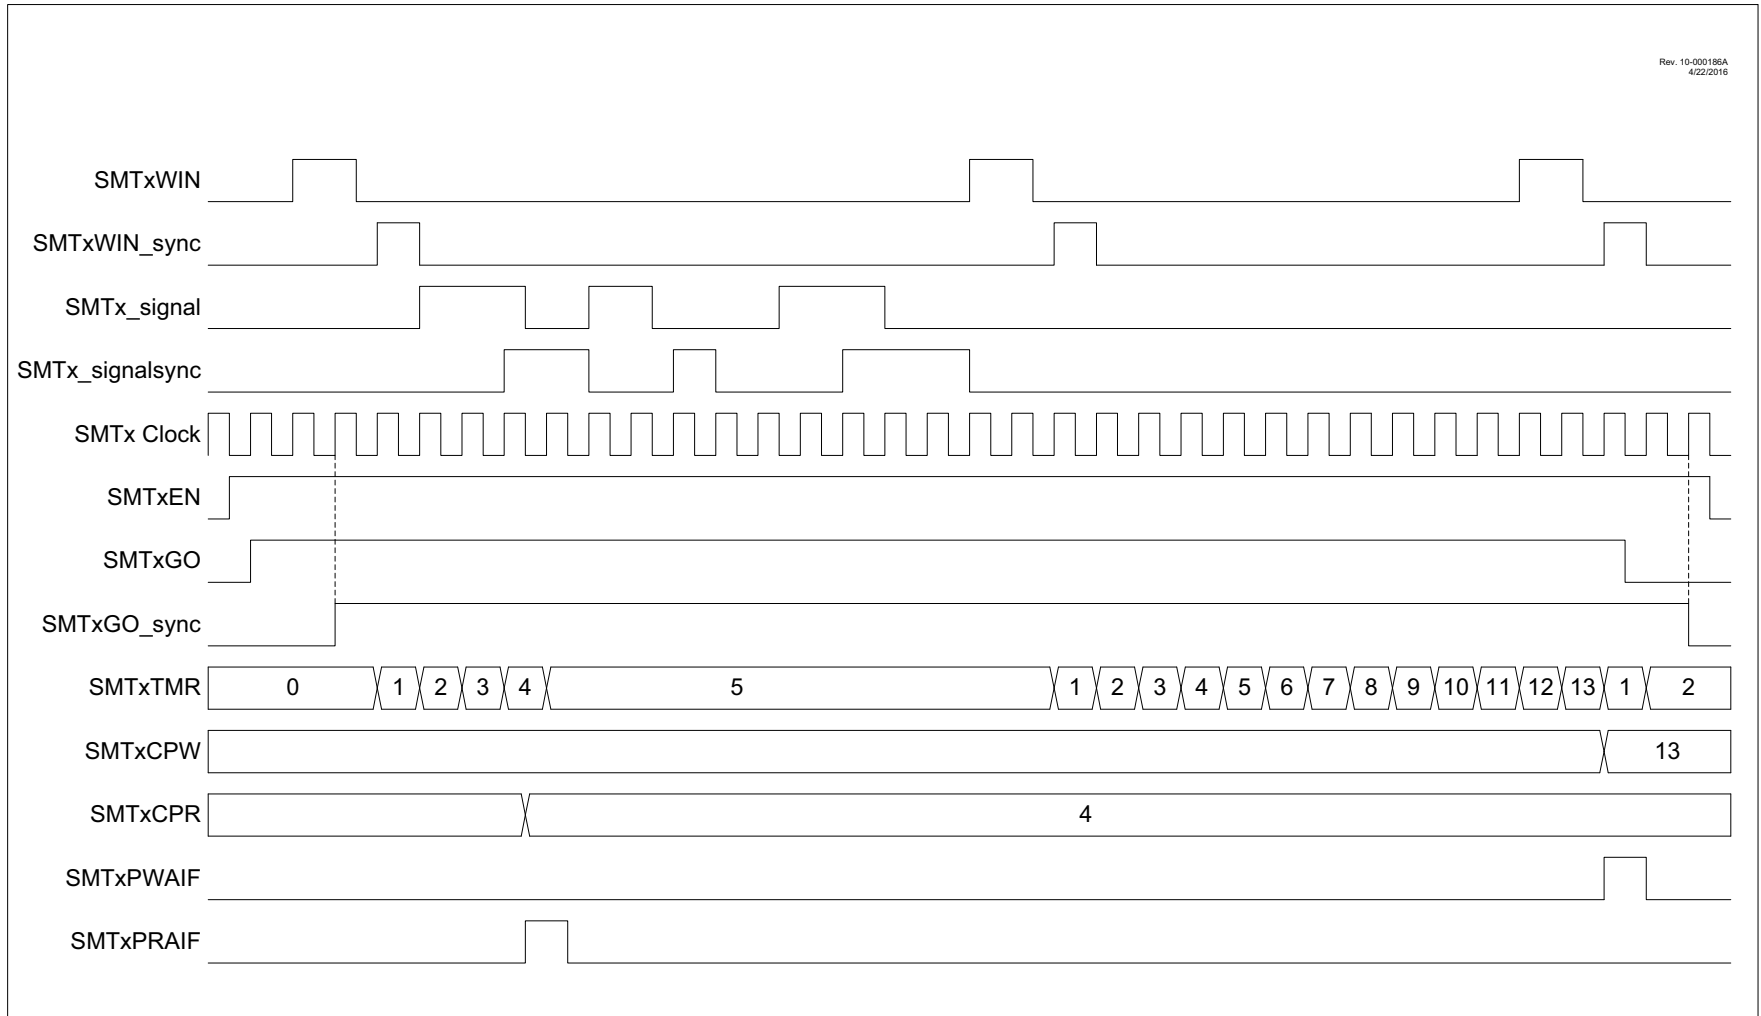 Rev. 10-000186A
4/22/2016
SMTxWIN
SMTxWIN_sync
SMTx_signal
SMTx_signalsync
SMTx Clock
SMTxEN
SMTxGO
SMTxGO_sync
SMTxTMR 0 1 2 3 4 5 1 2 3 4 5 6 7 8 9 10 11 12 13 1 2
SMTxCPW 13
SMTxCPR 4
SMTxPWAIF
SMTxPRAIF